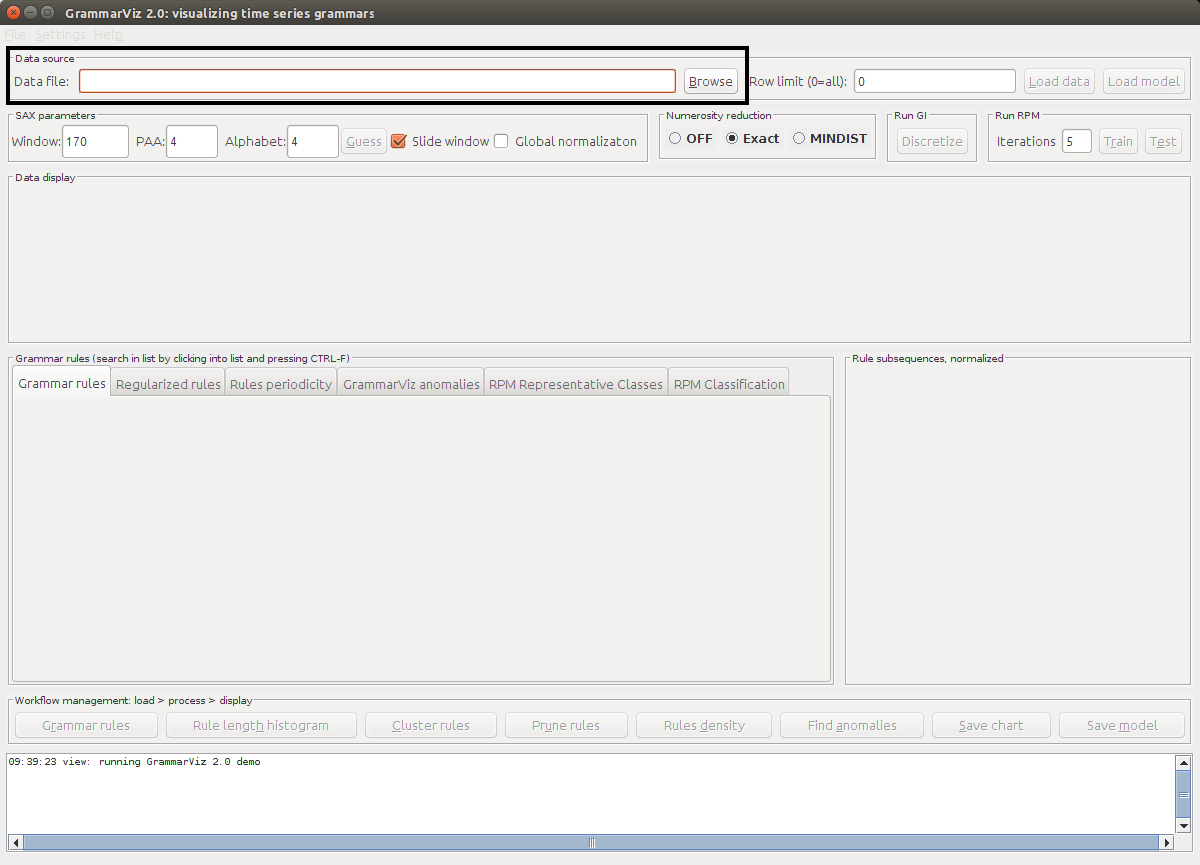 GrammarViz 2.0: visualizing time series grammars
File Settings Help
Data source
Data file: Browse Row limit (0=all): 0 Load data Load model
SAX parameters Numerosity reduction Run GI Run RPM
Window: 170 PAA: 4 Alphabet: 4 Guess Slide window Global normalizaton OFF Exact MINDIST Discretize Iterations 5 Train Test
Data display
Grammar rules (search in list by clicking into list and pressing CTRL-F) Rule subsequences, normalized
Grammar rules Regularized rules Rules periodicity GrammarViz anomalies RPM Representative Classes RPM Classification
Workflow management: load > process > display
Grammar rules Rule length histogram Cluster rules Prune rules Rules density Find anomalies Save chart Save model
09:39:23 view: running GrammarViz 2.0 demo